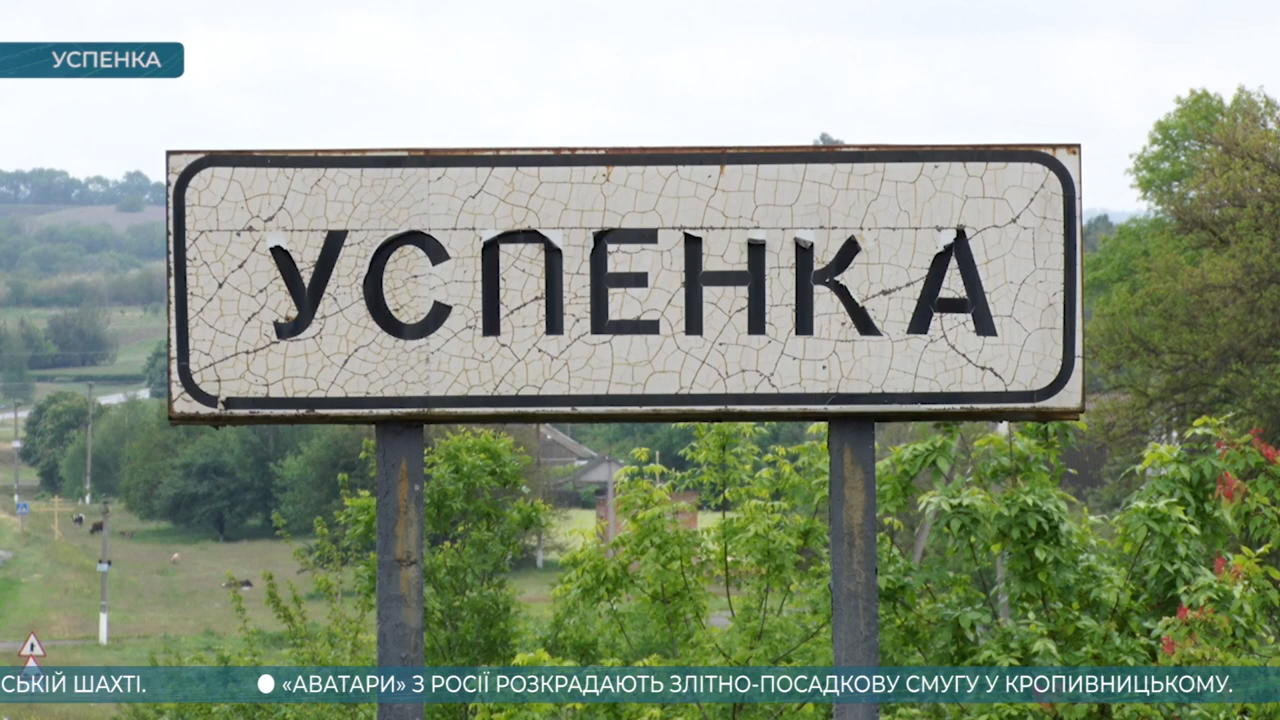 УСПЕНКА
УСПЕНКА
СЬКІЙ ШАХТІ. ● «АВАТАРИ» З РОСІЇ РОЗКРАДАЮТЬ ЗЛІТНО-ПОСАДКОВУ СМУГУ У КРОПИВНИЦЬКОМУ.